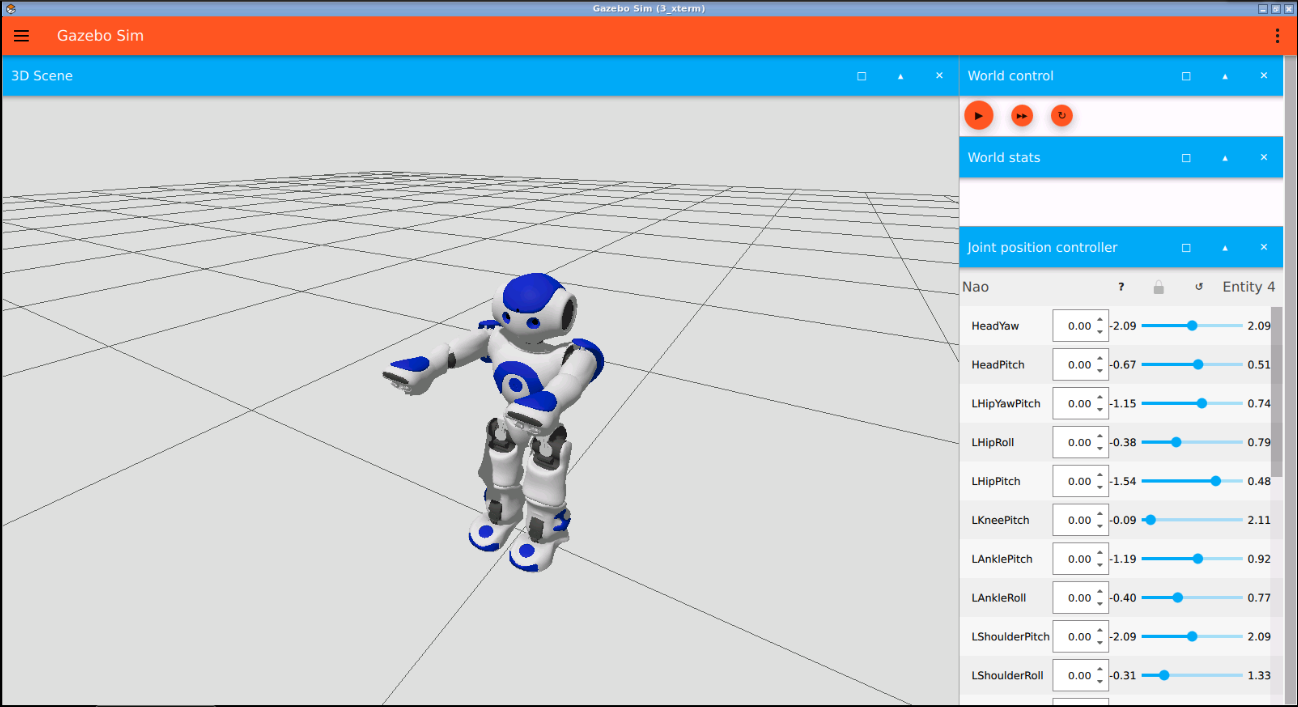 Gazebo Sim (3_xterm)
Gazebo Sim
3D Scene
World control
World stats
Joint position controller
Nao ? Entity 4
HeadYaw 0.00 -2.09 2.09
HeadPitch 0.00 -0.67 0.51
LHipYawPitch 0.00 -1.15 0.74
LHipRoll 0.00 -0.38 0.79
LHipPitch 0.00 -1.54 0.48
LKneePitch 0.00 -0.09 2.11
LAnklePitch 0.00 -1.19 0.92
LAnkleRoll 0.00 -0.40 0.77
LShoulderPitch 0.00 -2.09 2.09
LShoulderRoll 0.00 -0.31 1.33